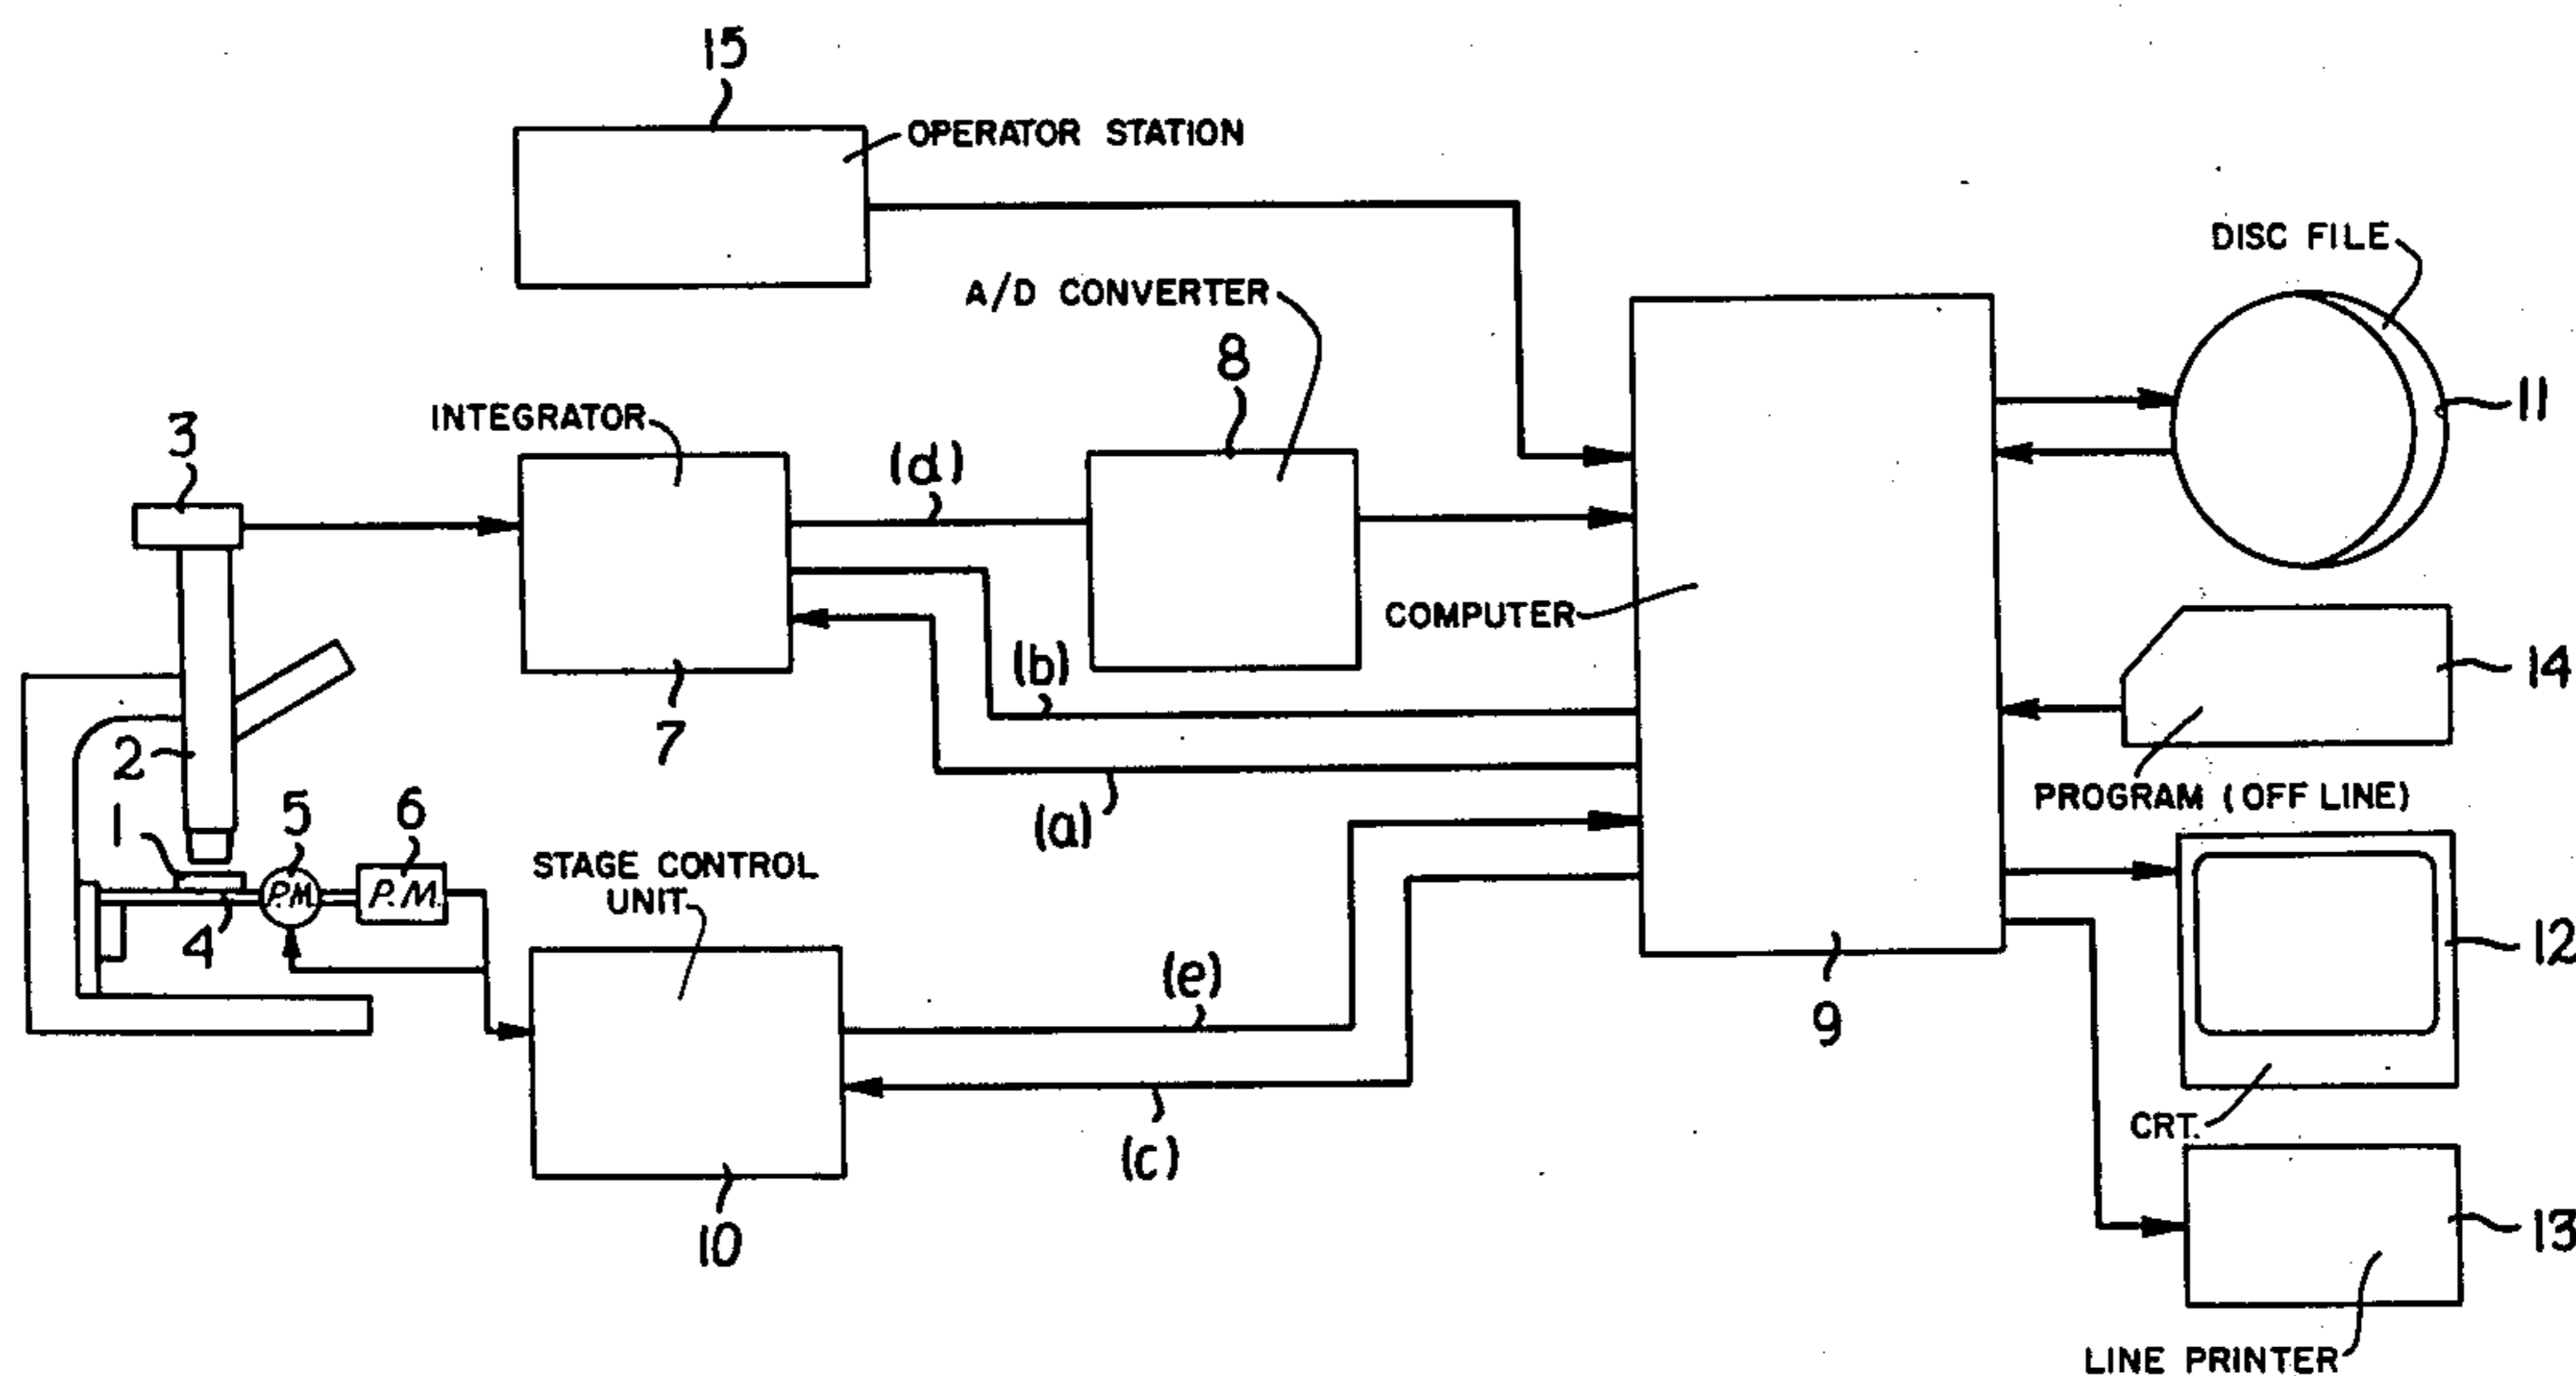 15
OPERATOR STATION
DISC FILE
A/D CONVERTER
8
11
INTEGRATOR
3
(d)
COMPUTER
14
(b)
7
2
PROGRAM (OFF LINE)
1
5
6
(a)
STAGE CONTROL
UNIT
P.M.
P.M.
4
12
(e)
9
CRT.
(c)
10
13
LINE PRINTER